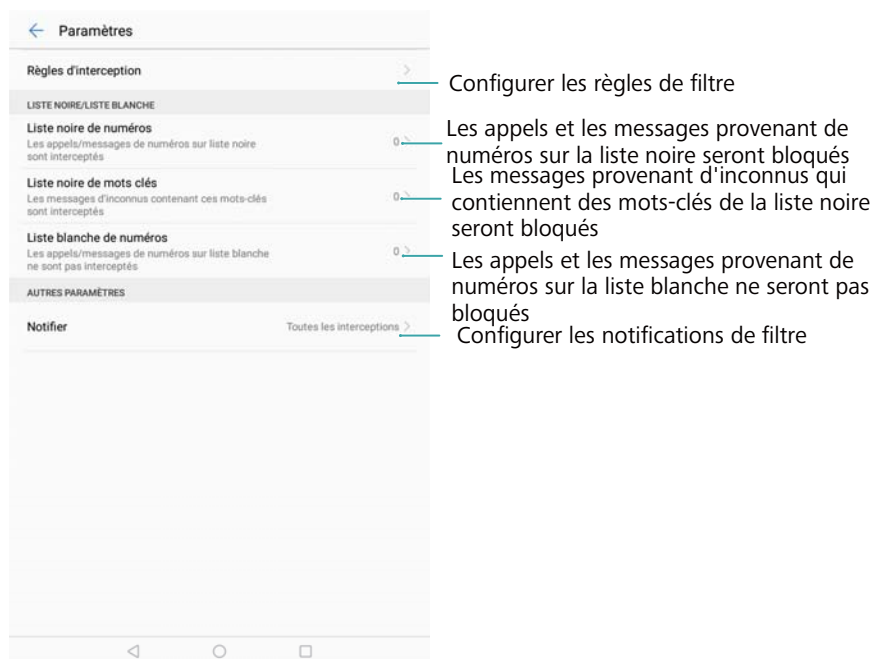 Paramètres
Règles d'interception
Configurer les règles de filtre
LISTE NOIRE/LISTE BLANCHE
Liste noire de numéros
Les appels/messages de numéros sur liste noire
sont interceptés
0
Les appels et les messages provenant de
numéros sur la liste noire seront bloqués
Liste noire de mots clés
Les messages d'inconnus contenant ces mots-clés
sont interceptés
0
Les messages provenant d'inconnus qui
contiennent des mots-clés de la liste noire
seront bloqués
Liste blanche de numéros
Les appels/messages de numéros sur liste blanche
ne sont pas interceptés
0
Les appels et les messages provenant de
numéros sur la liste blanche ne seront pas
bloqués
AUTRES PARAMÈTRES
Notifier
Toutes les interceptions
Configurer les notifications de filtre